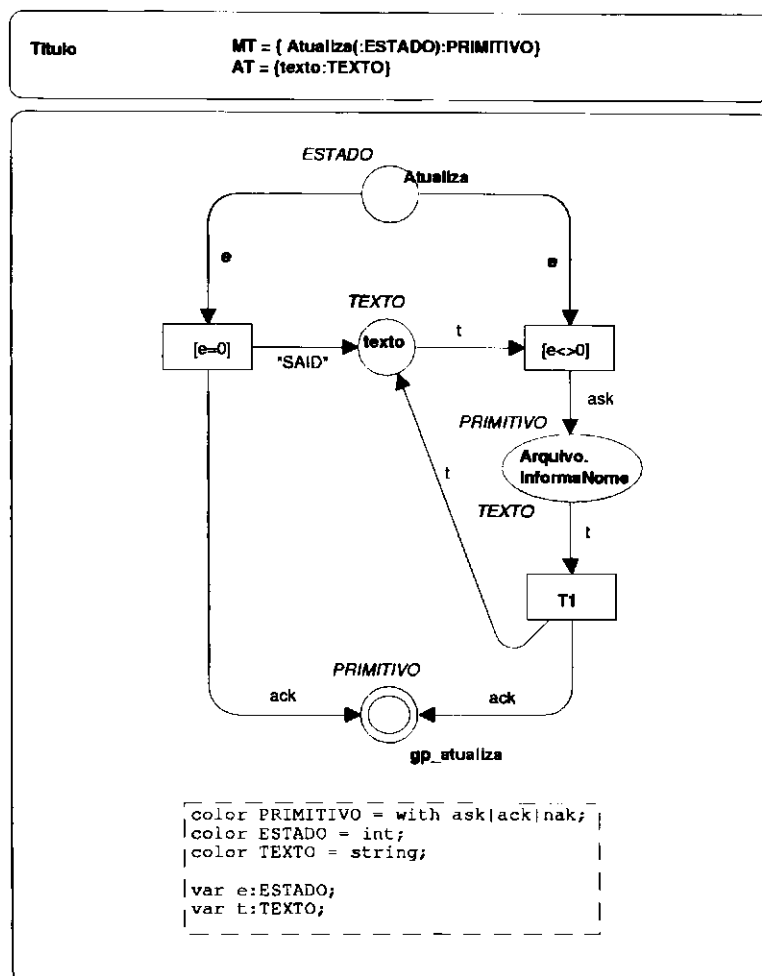 Título
MT = { Atualiza(:ESTADO):PRIMITIVO}
AT = {texto:TEXTO}
ESTADO
Atualiza
e
e
TEXTO
[e=0]
texto
t
[e<>0]
"SAID"
ask
PRIMITIVO
Arquivo.
InformaNome
t
TEXTO
t
T1
PRIMITIVO
ack
ack
gp_atualiza
color PRIMITIVO = with ask|ack|nak;
color ESTADO = int;
color TEXTO = string;
var e:ESTADO;
var t:TEXTO;